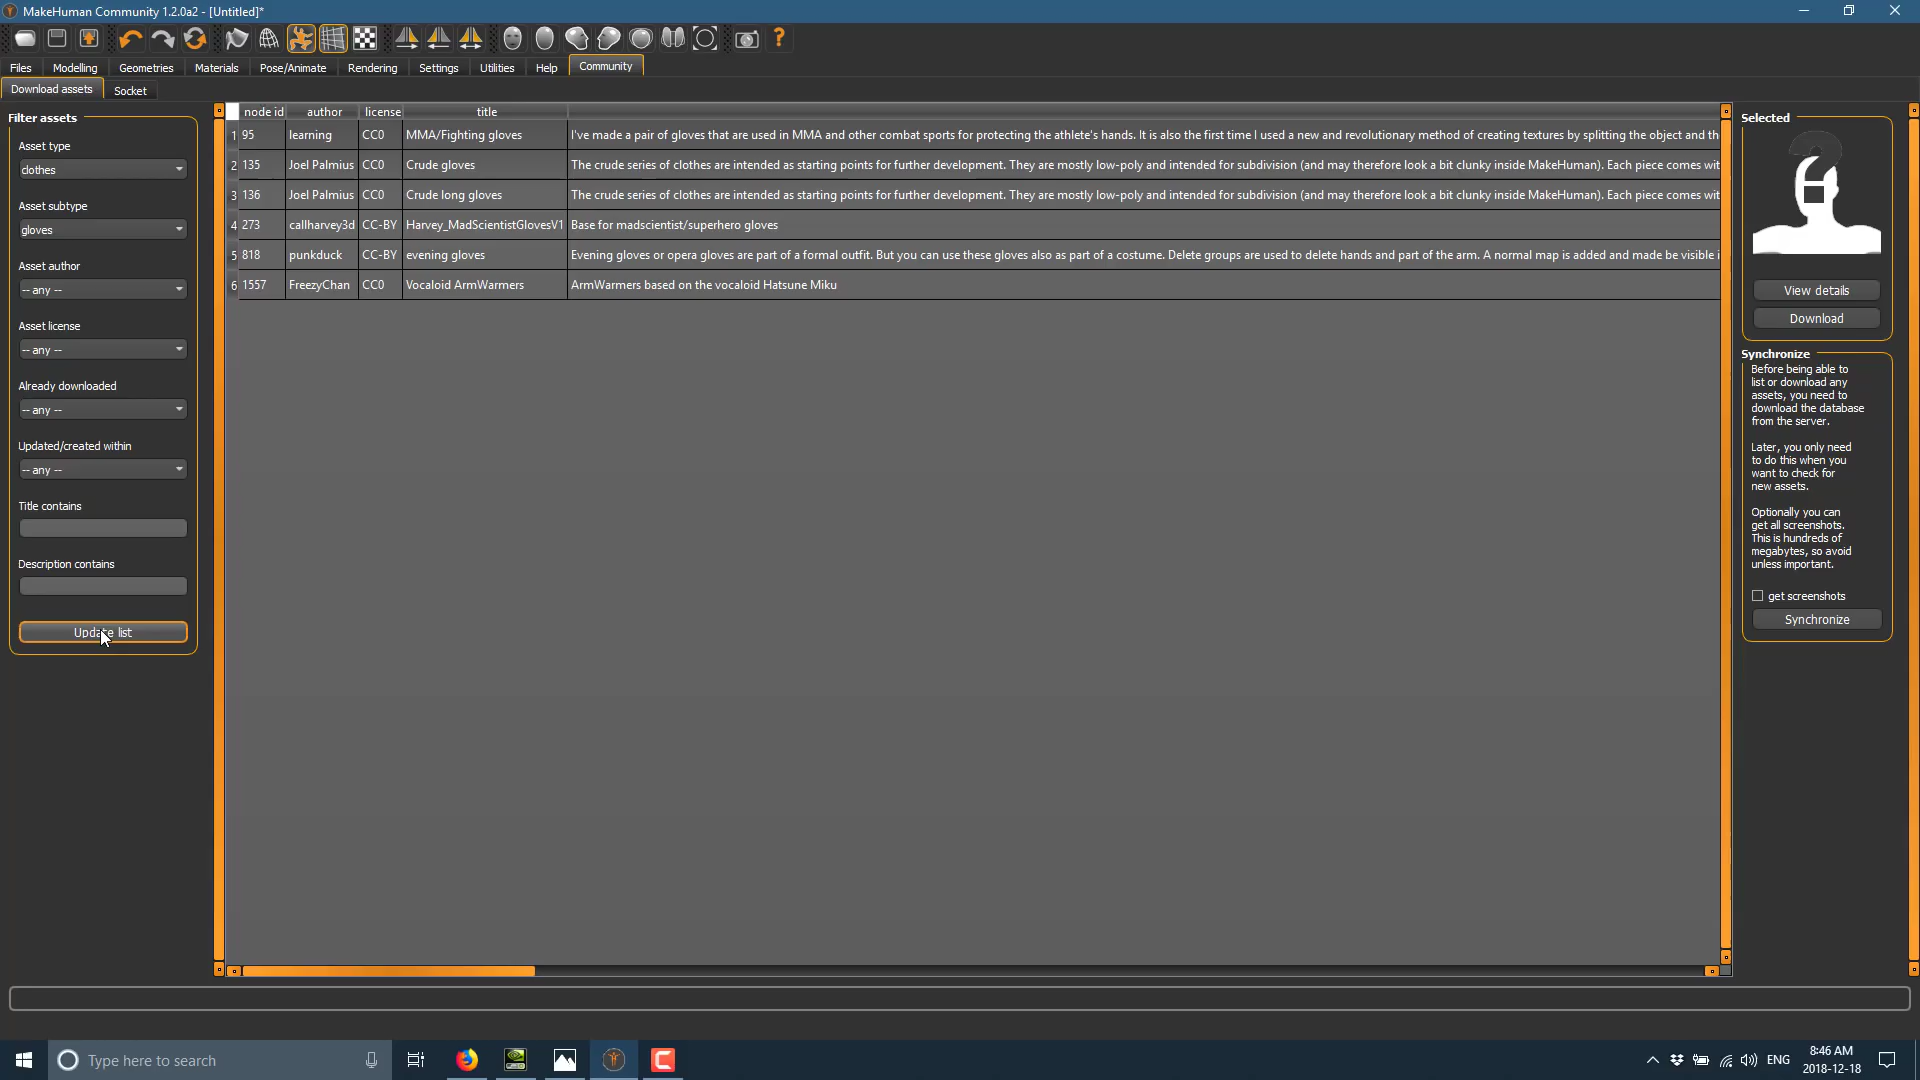 MakeHuman Community 1.2.0a2 - [Untitled]*
Files Modelling Geometries Materials Pose/Animate Rendering Settings Utilities Help Community
Download assets Socket
Filter assets
Asset type
clothes
Asset subtype
gloves
Asset author
-- any --
Asset license
-- any --
Already downloaded
-- any --
Updated/created within
-- any --
Title contains
Description contains
Update list
node id author license title
1 95 learning CC0 MMA/Fighting gloves I've made a pair of gloves that are used in MMA and other combat sports for protecting the athlete's hands. It is also the first time I used a new and revolutionary method of creating textures by splitting the object and th
2 135 Joel Palmius CC0 Crude gloves The crude series of clothes are intended as starting points for further development. They are mostly low-poly and intended for subdivision (and may therefore look a bit clunky inside MakeHuman). Each piece comes wit
3 136 Joel Palmius CC0 Crude long gloves The crude series of clothes are intended as starting points for further development. They are mostly low-poly and intended for subdivision (and may therefore look a bit clunky inside MakeHuman). Each piece comes wit
4 273 callharvey3d CC-BY Harvey_MadScientistGlovesV1 Base for madscientist/superhero gloves
5 818 punkduck CC-BY evening gloves Evening gloves or opera gloves are part of a formal outfit. But you can use these gloves also as part of a costume. Delete groups are used to delete hands and part of the arm. A normal map is added and made be visible i
6 1557 FreezyChan CC0 Vocaloid ArmWarmers ArmWarmers based on the vocaloid Hatsune Miku
Selected
View details
Download
Synchronize
Before being able to
list or download any
assets, you need to
download the database
from the server.
Later, you only need
to do this when you
want to check for
new assets.
Optionally you can
get all screenshots.
This is hundreds of
megabytes, so avoid
unless important.
get screenshots
Synchronize
Type here to search
ENG
8:46 AM
2018-12-18